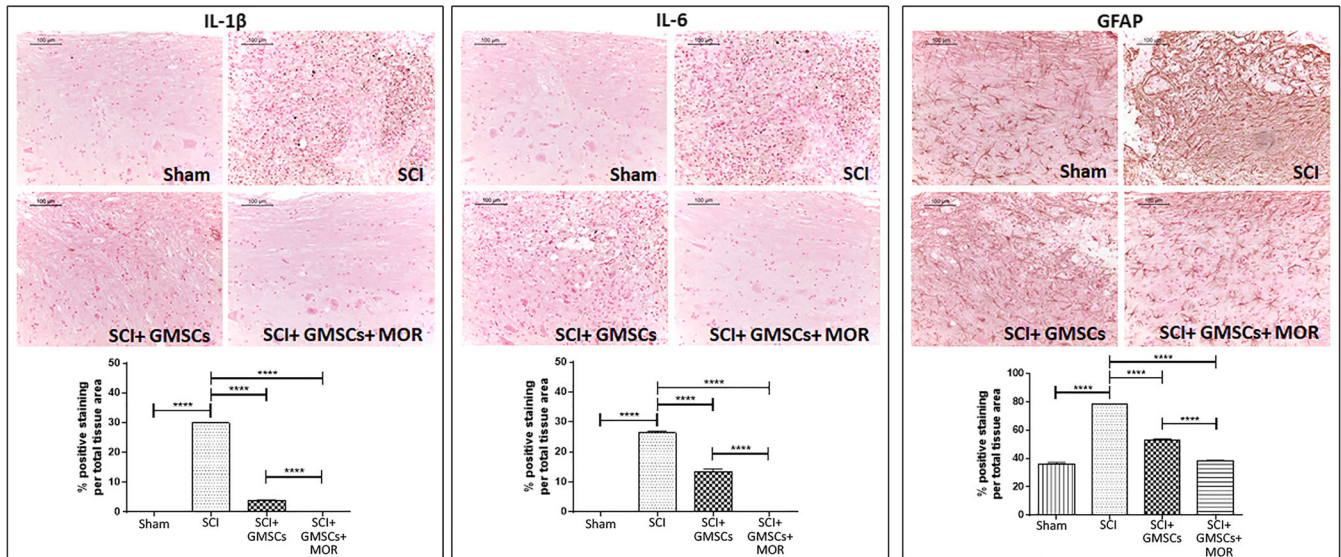 IL-1β
100 µm
100 µm
Sham
SCI
100 µm
100 µm
SCI+ GMSCs
SCI+ GMSCs+ MOR
% positive staining
per total tissue area
50
40
30
20
10
0
****
****
****
****
Sham
SCI
SCI+
GMSCs
SCI+
GMSCs+
MOR
IL-6
100 µm
100 µm
Sham
SCI
100 µm
100 µm
SCI+ GMSCs
SCI+ GMSCs+ MOR
% positive staining
per total tissue area
50
40
30
20
10
0
****
****
****
****
Sham
SCI
SCI+
GMSCs
SCI+
GMSCs+
MOR
GFAP
100 µm
100 µm
Sham
SCI
100 µm
100 µm
SCI+ GMSCs
SCI+ GMSCs+ MOR
% positive staining
per total tissue area
100
80
60
40
20
0
****
****
****
****
Sham
SCI
SCI+
GMSCs
SCI+
GMSCs+
MOR